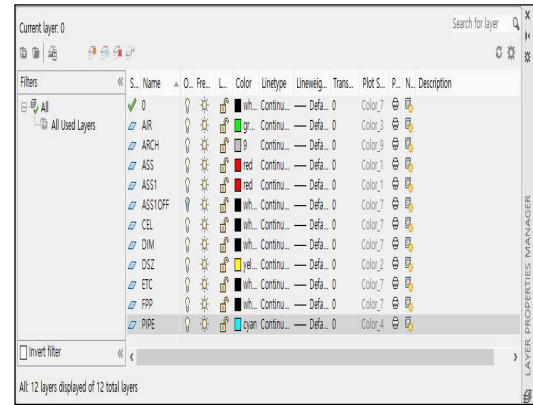 Current layer: 0
Search for layer
Filters
S... Name O... Fre... L... Color Linetype Lineweig... Trans... Plot S... P... N... Description
All
All Used Layers
0 wh... Continu... Defa... 0 Color_7
AIR gr... Continu... Defa... 0 Color_3
ARCH 9 Continu... Defa... 0 Color_9
ASS red Continu... Defa... 0 Color_1
ASS1 red Continu... Defa... 0 Color_1
ASS1OFF wh... Continu... Defa... 0 Color_7
CEL wh... Continu... Defa... 0 Color_7
DIM wh... Continu... Defa... 0 Color_7
DSZ yel... Continu... Defa... 0 Color_2
ETC wh... Continu... Defa... 0 Color_7
FPP wh... Continu... Defa... 0 Color_7
PIPE cyan Continu... Defa... 0 Color_4
Invert filter
All: 12 layers displayed of 12 total layers
LAYER PROPERTIES MANAGER